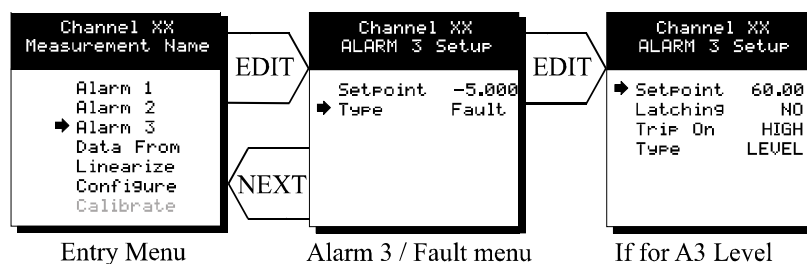 Channel XX
Measurement Name
Alarm 1
Alarm 2
Alarm 3
Data From
Linearize
Configure
Calibrate
Entry Menu
EDIT
NEXT
Channel XX
ALARM 3 Setup
Setpoint -5.000
Type Fault
Alarm 3 / Fault menu
EDIT
Channel XX
ALARM 3 Setup
Setpoint 60.00
Latching NO
Trip On HIGH
Type LEVEL
If for A3 Level